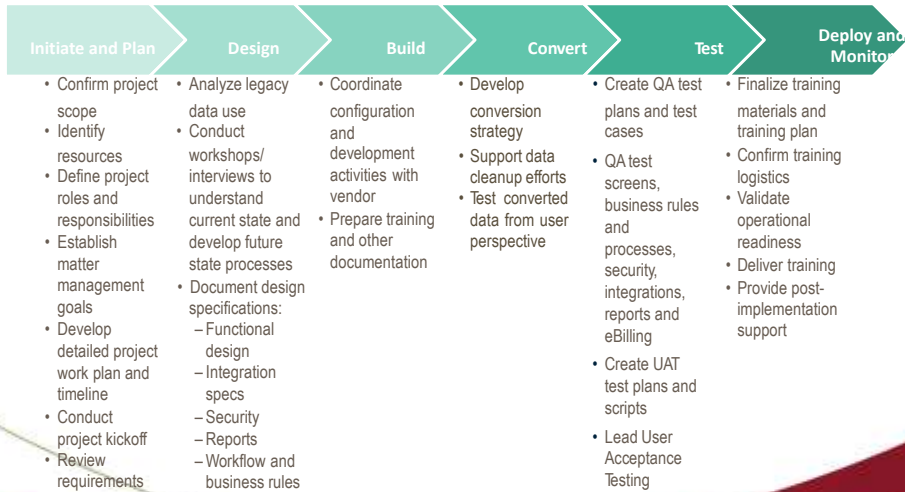 Initiate and Plan
Design
Build
Convert
Test
Deploy and
Monitor
• Confirm project
scope
• Identify
resources
• Define project
roles and
responsibilities
• Establish
matter
management
goals
• Develop
detailed project
work plan and
timeline
• Conduct
project kickoff
• Review
requirements
• Analyze legacy
data use
• Conduct
workshops/
interviews to
understand
current state and
develop future
state processes
• Document design
specifications:
– Functional
design
– Integration
specs
– Security
– Reports
– Workflow and
business rules
• Coordinate
configuration
and
development
activities with
vendor
• Prepare training
and other
documentation
• Develop
conversion
strategy
• Support data
cleanup efforts
• Test converted
data from user
perspective
• Create QA test
plans and test
cases
• QA test
screens,
business rules
and
processes,
security,
integrations,
reports and
eBilling
• Create UAT
test plans and
scripts
• Lead User
Acceptance
Testing
• Finalize training
materials and
training plan
• Confirm training
logistics
• Validate
operational
readiness
• Deliver training
• Provide post-
implementation
support